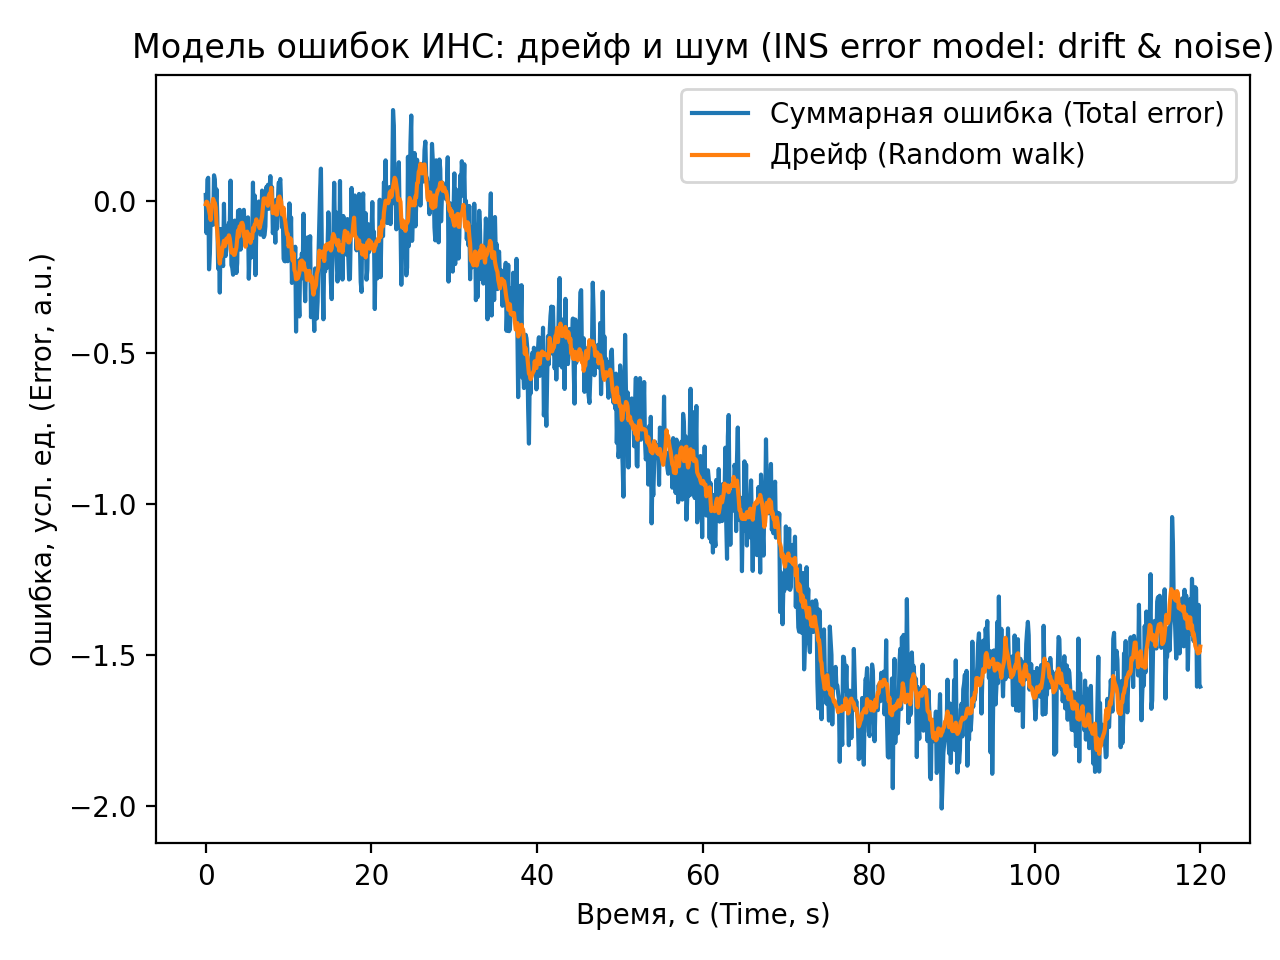 Модель ошибок ИНС: дрейф и шум (INS error model: drift & noise)
Суммарная ошибка (Total error)
Дрейф (Random walk)
Ошибка, усл. ед. (Error, a.u.)
0.0
−0.5
−1.0
−1.5
−2.0
0 20 40 60 80 100 120
Время, с (Time, s)